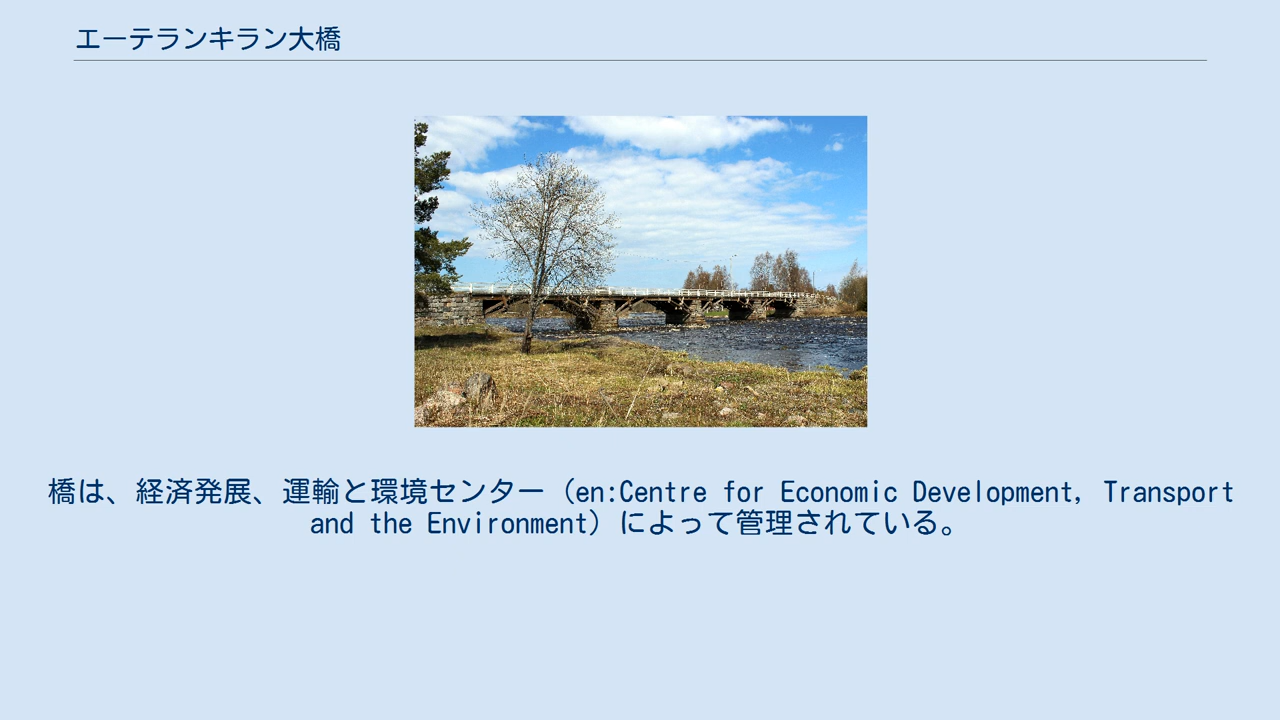 エーテランキラン大橋
橋は、経済発展、運輸と環境センター（en:Centre for Economic Development, Transport
and the Environment）によって管理されている。